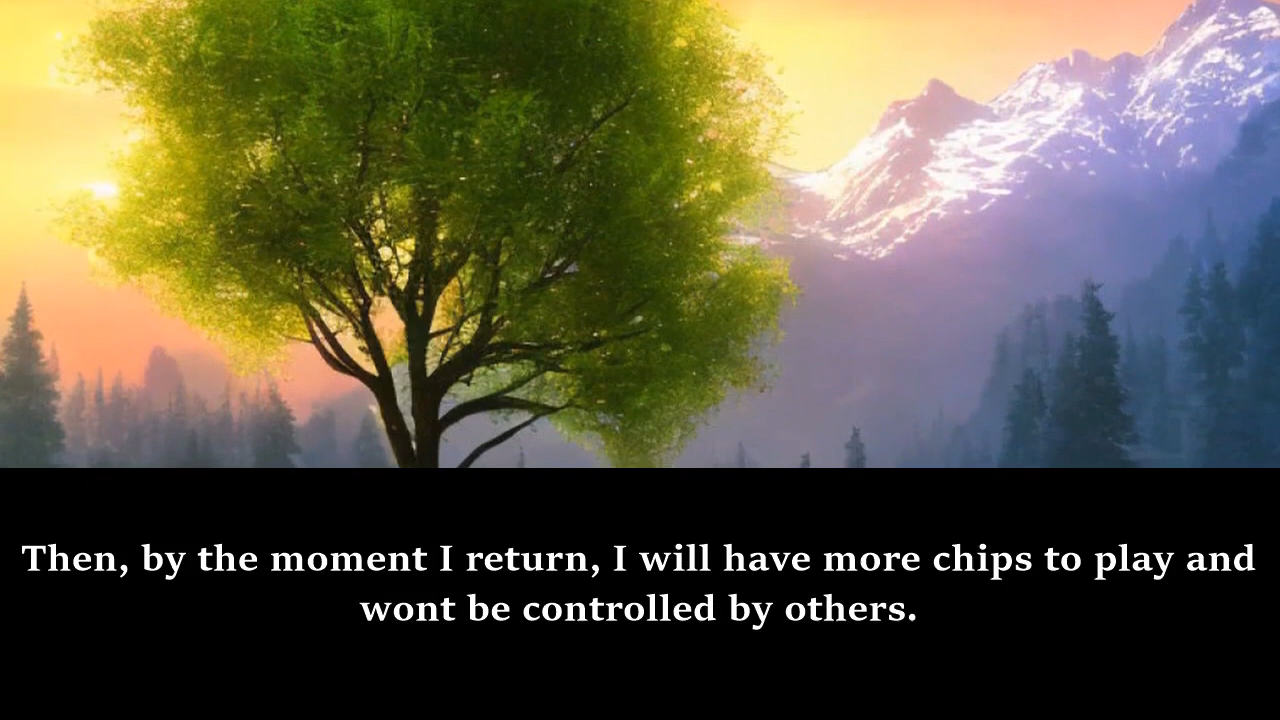 Then, by the moment I return, I will have more chips to play and
wont be controlled by others.